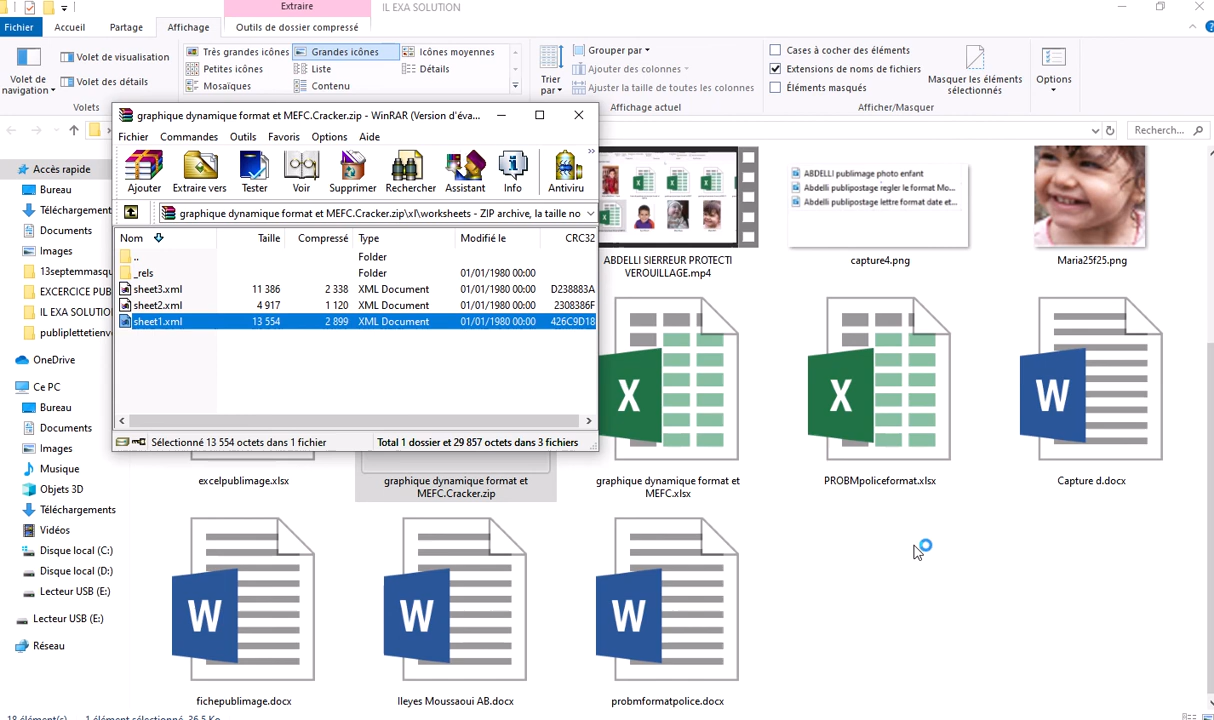 Extraire
IL EXA SOLUTION
Fichier
Accueil
Partage
Affichage
Outils de dossier compressé
Volet de navigation
Volet de visualisation
Volet des détails
Volets
Très grandes icônes
Grandes icônes
Icônes moyennes
Petites icônes
Liste
Détails
Mosaïques
Contenu
Trier par
Grouper par
Ajouter des colonnes
Ajuster la taille de toutes les colonnes
Affichage actuel
Cases à cocher des éléments
Extensions de noms de fichiers
Éléments masqués
Masquer les éléments sélectionnés
Afficher/Masquer
Options
Recherch...
Accès rapide
Bureau
Téléchargement
Documents
Images
13septemmasqu
EXCERCICE PUB
IL EXA SOLUTIO
publiplettetienv
OneDrive
Ce PC
Bureau
Documents
Images
Musique
Objets 3D
Téléchargements
Vidéos
Disque local (C:)
Disque local (D:)
Lecteur USB (E:)
Lecteur USB (E:)
Réseau
graphique dynamique format et MEFC.Cracker.zip - WinRAR (Version d'éva...
Fichier
Commandes
Outils
Favoris
Options
Aide
Ajouter
Extraire vers
Tester
Voir
Supprimer
Rechercher
Assistant
Info
Antiviru
graphique dynamique format et MEFC.Cracker.zip\xl\worksheets - ZIP archive, la taille no
Nom Taille Compressé Type Modifié le CRC32
.. Folder
_rels Folder 01/01/1980 00:00
sheet3.xml 11 386 2 338 XML Document 01/01/1980 00:00 D238883A
sheet2.xml 4 917 1 120 XML Document 01/01/1980 00:00 2308386F
sheet1.xml 13 554 2 899 XML Document 01/01/1980 00:00 426C9D18
Sélectionné 13 554 octets dans 1 fichier
Total 1 dossier et 29 857 octets dans 3 fichiers
ABDELLI SIERREUR PROTECTI
VEROUILLAGE.mp4
ABDELLI publimage photo enfant
Abdelli publipostage regler le format Mo...
Abdelli publipostage lettre format date et...
capture4.png
Maria25f25.png
excelpublimage.xlsx
graphique dynamique format et
MEFC.Cracker.zip
graphique dynamique format et
MEFC.xlsx
PROBMpoliceformat.xlsx
Capture d.docx
fichepublimage.docx
lleyes Moussaoui AB.docx
probmformatpolice.docx
18 élément(s)
1 élément sélectionné 36,5 Ko